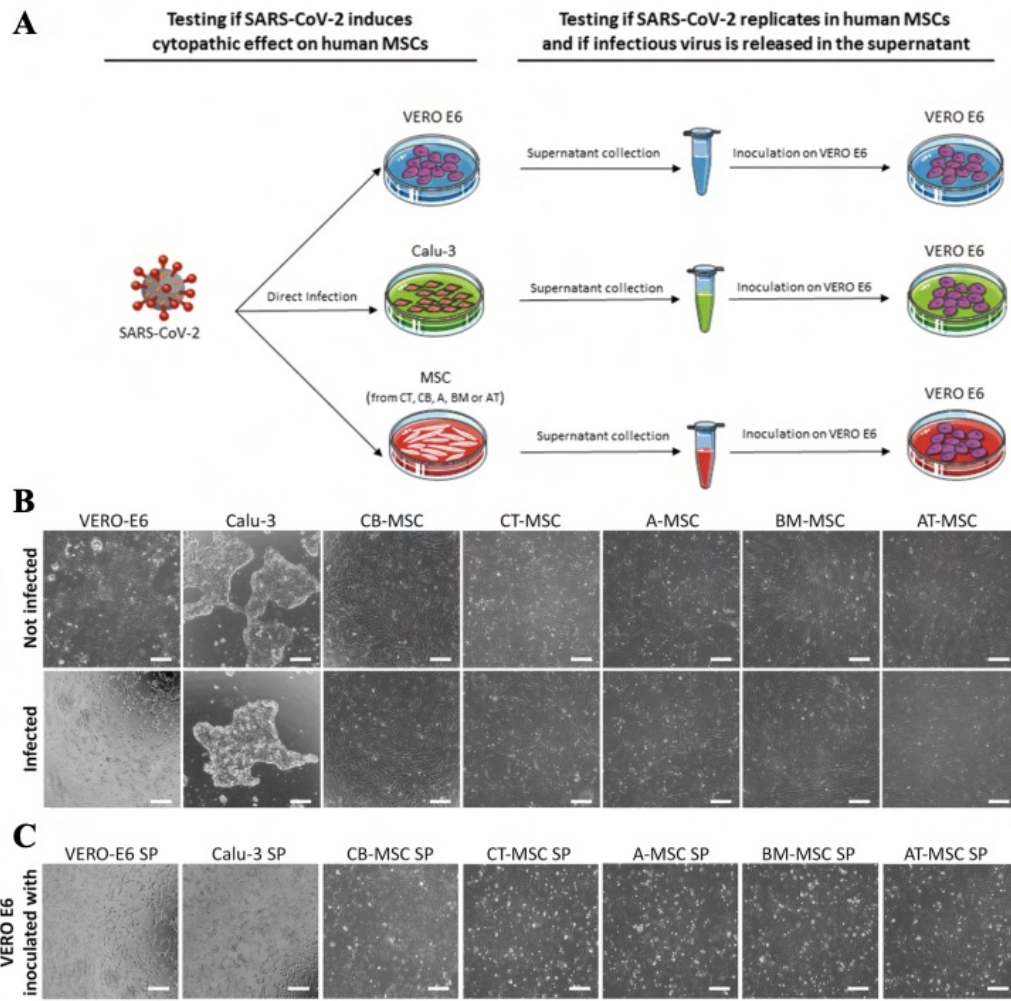 A
Testing if SARS-CoV-2 induces
cytopathic effect on human MSCs
Testing if SARS-CoV-2 replicates in human MSCs
and if infectious virus is released in the supernatant
VERO E6
Supernatant collection
Inoculation on VERO E6
VERO E6
SARS-CoV-2
Direct Infection
Calu-3
Supernatant collection
Inoculation on VERO E6
VERO E6
MSC
(from CT, CB, A, BM or AT)
Supernatant collection
Inoculation on VERO E6
VERO E6
B
VERO-E6 Calu-3 CB-MSC CT-MSC A-MSC BM-MSC AT-MSC
Not infected
Infected
C
VERO-E6 SP Calu-3 SP CB-MSC SP CT-MSC SP A-MSC SP BM-MSC SP AT-MSC SP
VERO E6
inoculated with